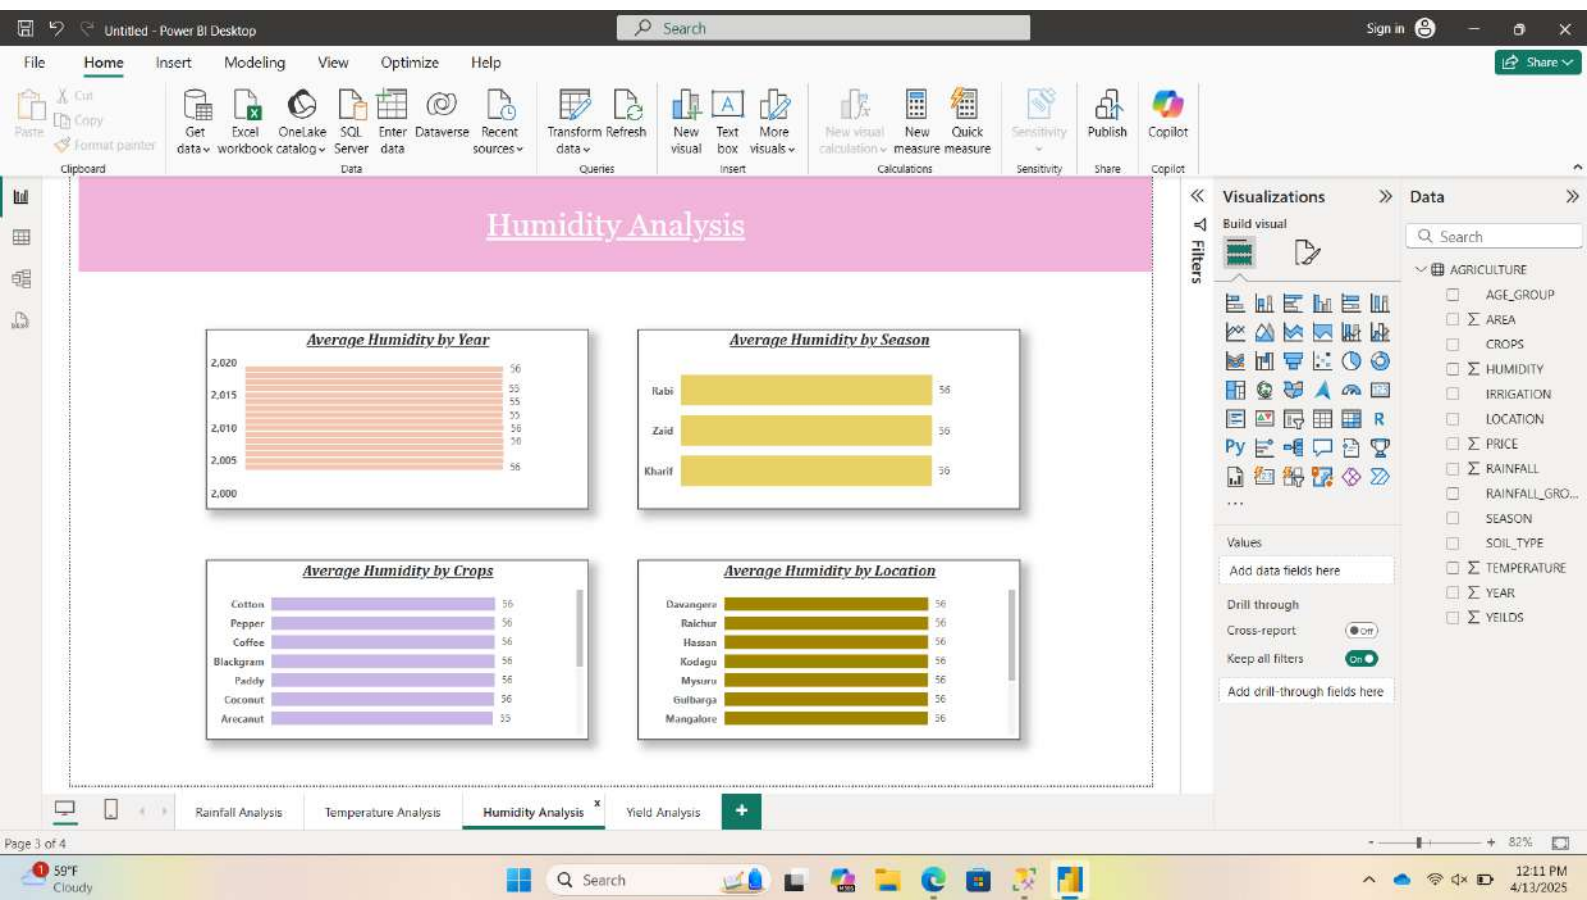 Untitled - Power BI Desktop
Search
Sign in
File Home Insert Modeling View Optimize Help
Share
Paste
Cut
Copy
Format painter
Clipboard
Get data
Excel workbook
OneLake catalog
SQL Server
Enter data
Dataverse
Recent sources
Data
Transform data
Refresh
Queries
New visual
Text box
More visuals
Insert
New visual calculation
New measure
Quick measure
Calculations
Sensitivity
Sensitivity
Publish
Share
Copilot
Copilot
Humidity Analysis
Average Humidity by Year
2,020
2,015
2,010
2,005
2,000
56
55
55
55
56
56
56
Average Humidity by Season
Rabi 56
Zaid 56
Kharif 56
Average Humidity by Crops
Cotton 56
Pepper 56
Coffee 56
Blackgram 56
Paddy 56
Coconut 56
Arecanut 55
Average Humidity by Location
Davangere 56
Raichur 56
Hassan 56
Kodagu 56
Mysuru 56
Gulbarga 56
Mangalore 56
Filters
Visualizations
Build visual
R
Py
...
Values
Add data fields here
Drill through
Cross-report Off
Keep all filters On
Add drill-through fields here
Data
Search
AGRICULTURE
AGE_GROUP
∑ AREA
CROPS
∑ HUMIDITY
IRRIGATION
LOCATION
∑ PRICE
∑ RAINFALL
RAINFALL_GRO...
SEASON
SOIL_TYPE
∑ TEMPERATURE
∑ YEAR
∑ YEILDS
Rainfall Analysis Temperature Analysis Humidity Analysis x Yield Analysis +
Page 3 of 4
- + 82%
1
59°F
Cloudy
Search
12:11 PM
4/13/2025